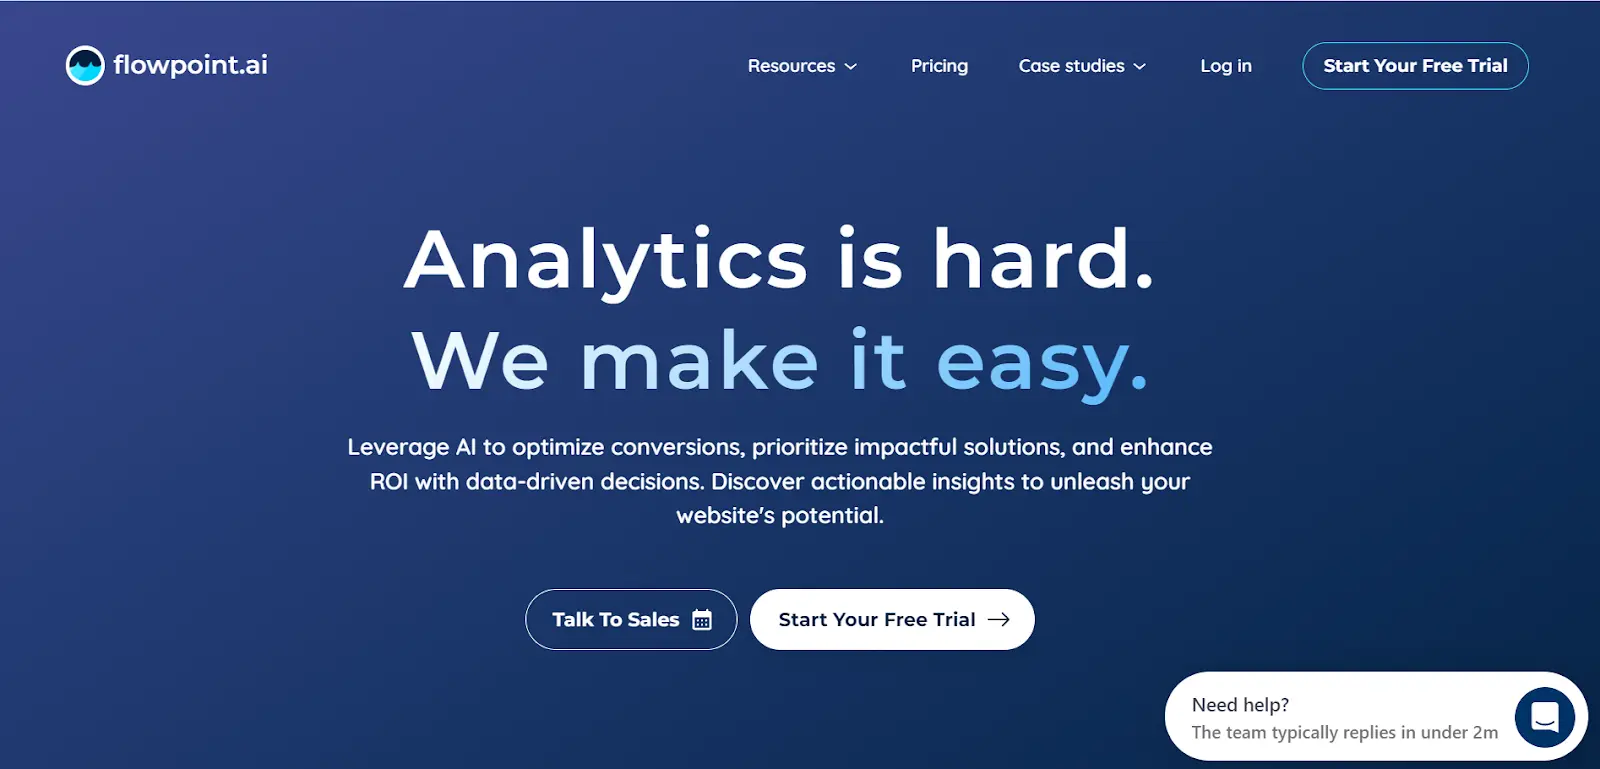 flowpoint.ai
Resources
Pricing
Case studies
Log in
Start Your Free Trial
Analytics is hard.
We make it easy.
Leverage AI to optimize conversions, prioritize impactful solutions, and enhance
ROI with data-driven decisions. Discover actionable insights to unleash your
website's potential.
Talk To Sales
Start Your Free Trial
Need help?
The team typically replies in under 2m